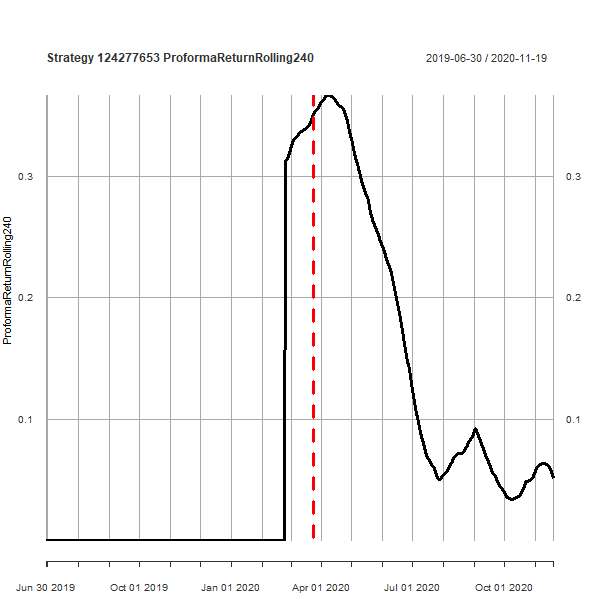 Strategy 124277653 ProformaReturnRolling240
2019-06-30 / 2020-11-19
ProformaReturnRolling240
0.3
0.2
0.1
0.3
0.2
0.1
Jun 30 2019
Oct 01 2019
Jan 01 2020
Apr 01 2020
Jul 01 2020
Oct 01 2020